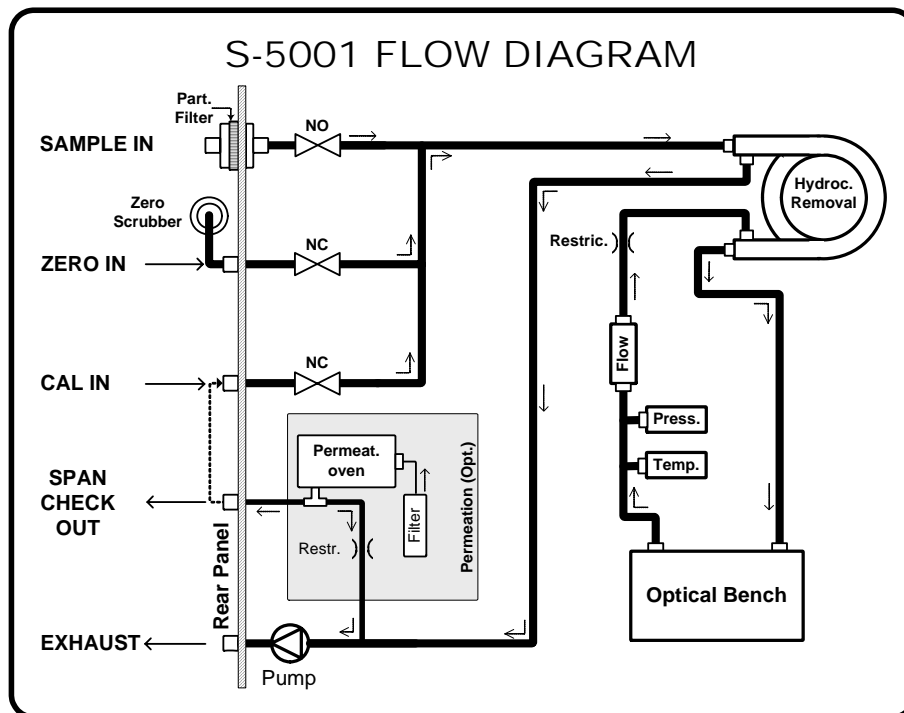 S-5001 FLOW DIAGRAM
Part.
Filter
SAMPLE IN
NO
Hydroc.
Removal
Zero
Scrubber
Restric.
ZERO IN
NC
Flow
CAL IN
NC
Press.
Temp.
Permeat.
oven
Permeation (Opt.)
Filter
SPAN
CHECK
OUT
Restr.
Rear Panel
Optical Bench
EXHAUST
Pump